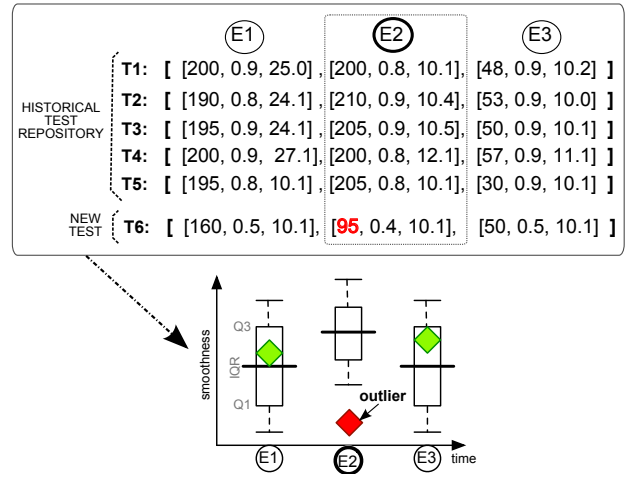 E1 E2 E3
HISTORICAL TEST REPOSITORY
T1: [ [200, 0.9, 25.0] , [200, 0.8, 10.1], [48, 0.9, 10.2] ]
T2: [ [190, 0.8, 24.1], [210, 0.9, 10.4], [53, 0.9, 10.0] ]
T3: [ [195, 0.9, 24.1], [205, 0.9, 10.5], [50, 0.9, 10.1] ]
T4: [ [200, 0.9, 27.1], [200, 0.8, 12.1], [57, 0.9, 11.1] ]
T5: [ [195, 0.8, 10.1] , [205, 0.8, 10.1], [30, 0.9, 10.1] ]
NEW TEST
T6: [ [160, 0.5, 10.1], [95, 0.4, 10.1], [50, 0.5, 10.1] ]
smoothness
Q3
IQR
Q1
outlier
E1 E2 E3 time